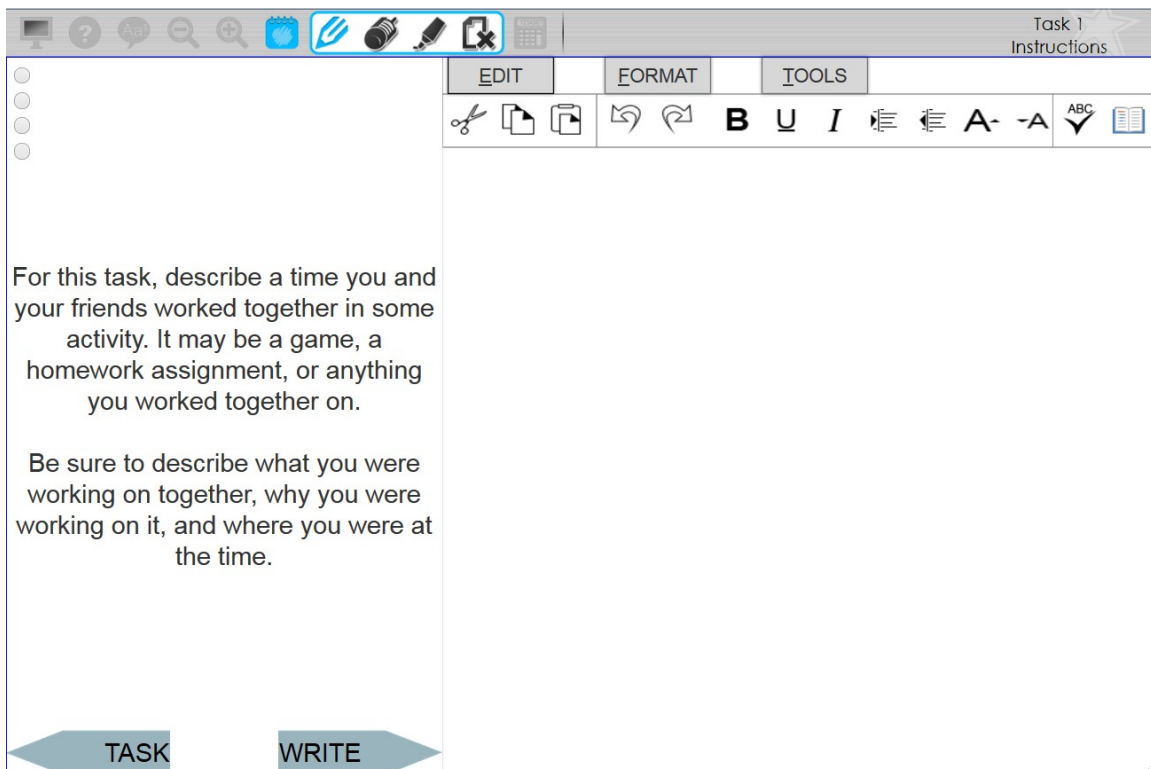 Task 1
Instructions
EDIT FORMAT TOOLS
B U I A- -A ABC
For this task, describe a time you and
your friends worked together in some
activity. It may be a game, a
homework assignment, or anything
you worked together on.
Be sure to describe what you were
working on together, why you were
working on it, and where you were at
the time.
TASK WRITE